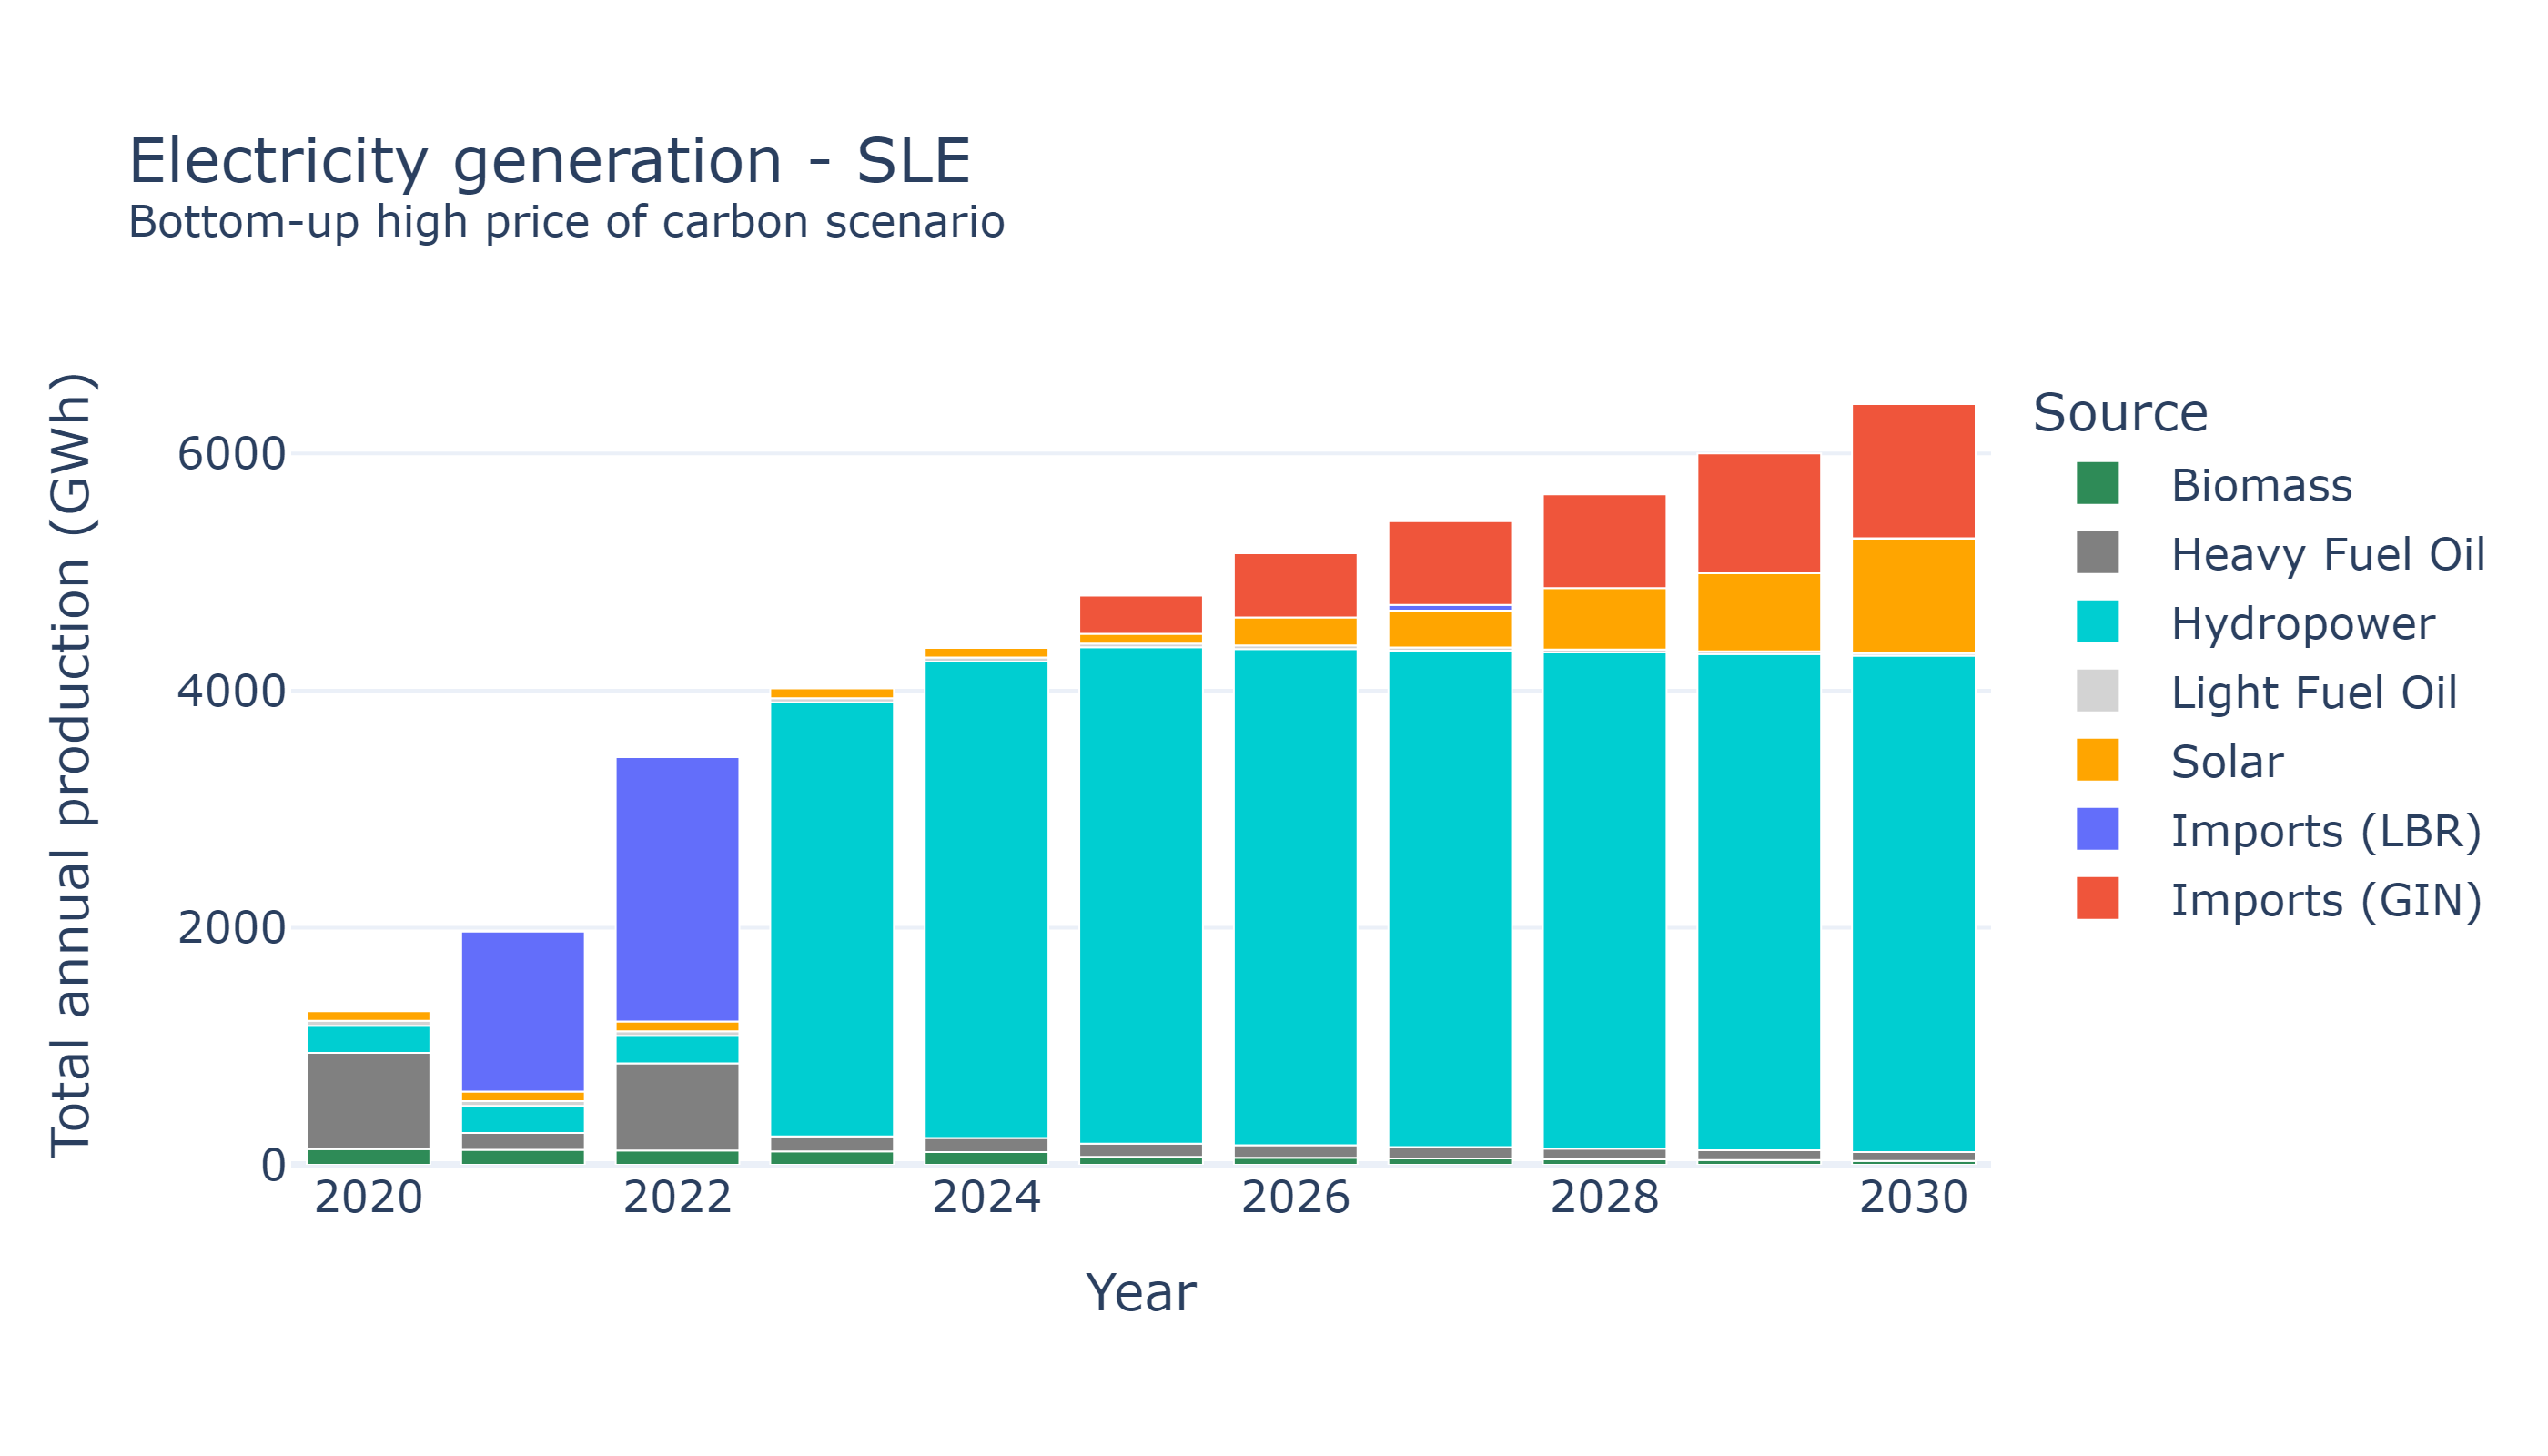 Electricity generation - SLE
Bottom-up high price of carbon scenario
Total annual production (GWh)
6000
4000
2000
0
2020
2022
2024
2026
2028
2030
Year
Source
Biomass
Heavy Fuel Oil
Hydropower
Light Fuel Oil
Solar
Imports (LBR)
Imports (GIN)